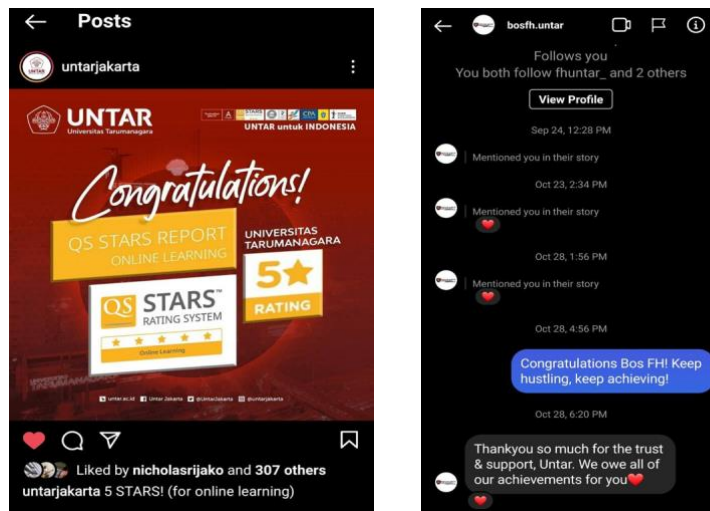 Posts
untarjakarta
UNTAR
Universitas Tarumanagara
UNTAR untuk INDONESIA
Congratulations!
QS STARS REPORT
ONLINE LEARNING
UNIVERSITAS
TARUMANAGARA
5
RATING
QS STARS™
RATING SYSTEM
Online Learning
untar.ac.id Untar Jakarta @UntarJakarta @untarjakarta
Liked by nicholasrijako and 307 others
untarjakarta 5 STARS! (for online learning)
bosfh.untar
Follows you
You both follow fhuntar_ and 2 others
View Profile
Sep 24, 12:28 PM
Mentioned you in their story
Oct 23, 2:34 PM
Mentioned you in their story
Oct 28, 1:56 PM
Mentioned you in their story
Oct 28, 4:56 PM
Congratulations Bos FH! Keep
hustling, keep achieving!
Oct 28, 6:20 PM
Thankyou so much for the trust
& support, Untar. We owe all of
our achievements for you❤️